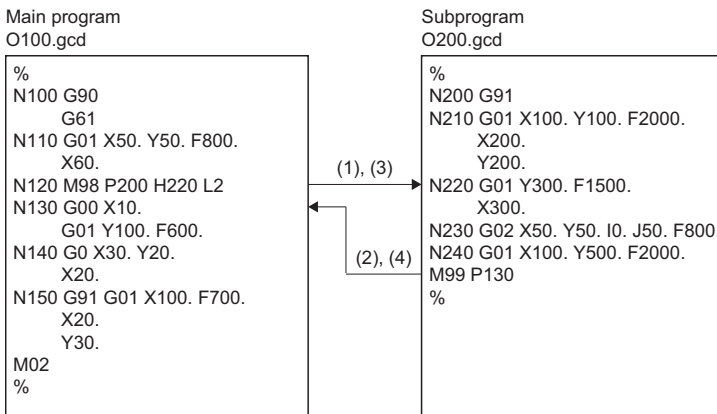 Main program
O100.gcd
%
N100 G90
G61
N110 G01 X50. Y50. F800.
X60.
N120 M98 P200 H220 L2
N130 G00 X10.
G01 Y100. F600.
N140 G0 X30. Y20.
X20.
N150 G91 G01 X100. F700.
X20.
Y30.
M02
%
(1), (3)
(2), (4)
Subprogram
O200.gcd
%
N200 G91
N210 G01 X100. Y100. F2000.
X200.
Y200.
N220 G01 Y300. F1500.
X300.
N230 G02 X50. Y50. I0. J50. F800.
N240 G01 X100. Y500. F2000.
M99 P130
%